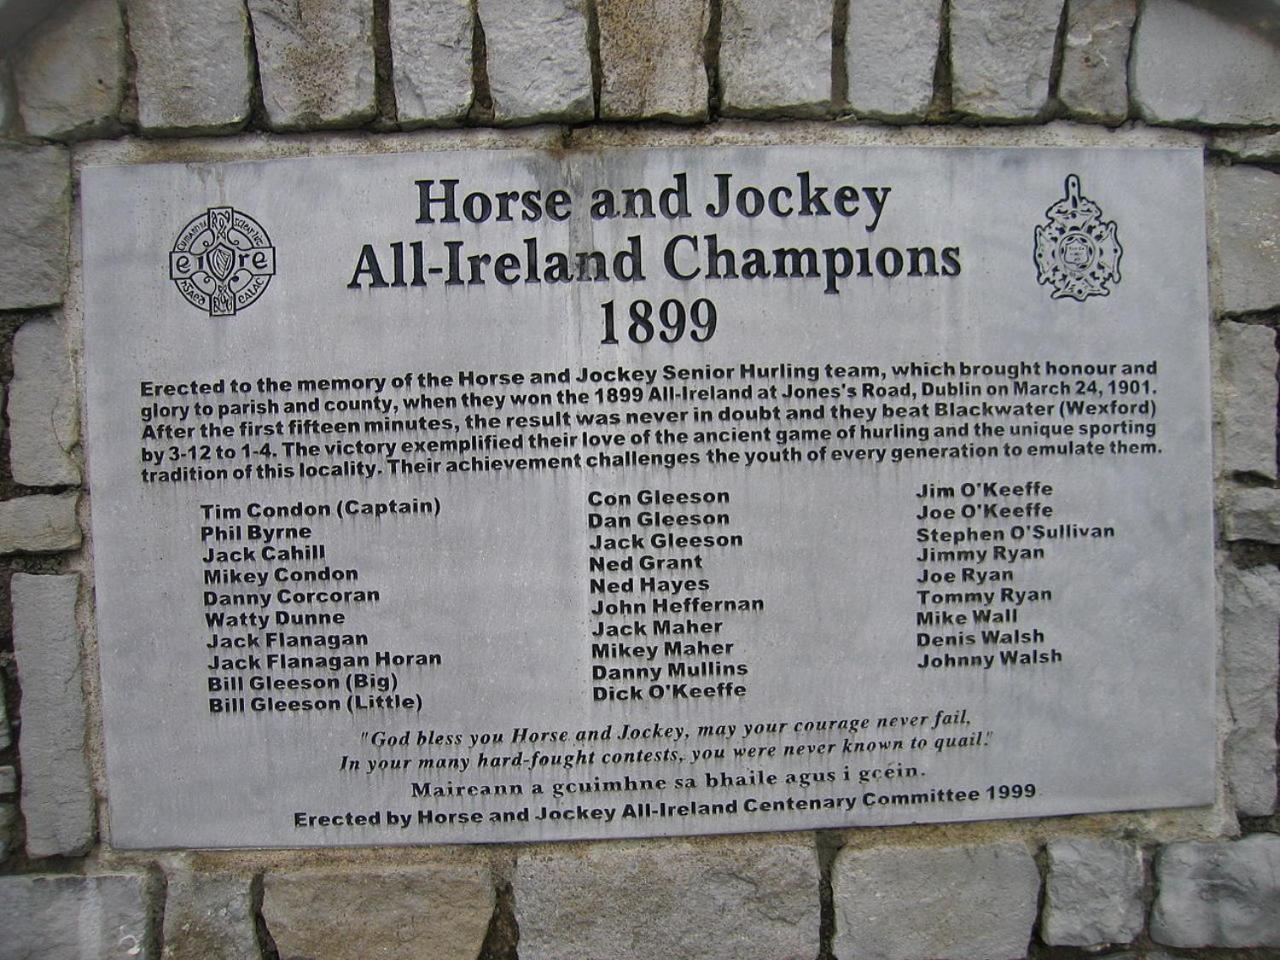 Horse and Jockey
All-Ireland Champions
1899
eire
Erected to the memory of the Horse and Jockey Senior Hurling team, which brought honour and
glory to parish and county, when they won the 1899 All-Ireland at Jones's Road, Dublin on March 24, 1901.
After the first fifteen minutes, the result was never in doubt and they beat Blackwater (Wexford)
by 3-12 to 1-4. The victory exemplified their love of the ancient game of hurling and the unique sporting
tradition of this locality. Their achievement challenges the youth of every generation to emulate them.
Tim Condon (Captain)
Phil Byrne
Jack Cahill
Mikey Condon
Danny Corcoran
Watty Dunne
Jack Flanagan
Jack Flanagan Horan
Bill Gleeson (Big)
Bill Gleeson (Little)
Con Gleeson
Dan Gleeson
Jack Gleeson
Ned Grant
Ned Hayes
John Heffernan
Jack Maher
Mikey Maher
Danny Mullins
Dick O'Keeffe
Jim O'Keeffe
Joe O'Keeffe
Stephen O'Sullivan
Jimmy Ryan
Joe Ryan
Tommy Ryan
Mike Wall
Denis Walsh
Johnny Walsh
"God bless you Horse and Jockey, may your courage never fail,
In your many hard-fought contests, you were never known to quail."
Maireann a gcuimhne sa bhaile agus i gcéin.
Erected by Horse and Jockey All-Ireland Centenary Committee 1999